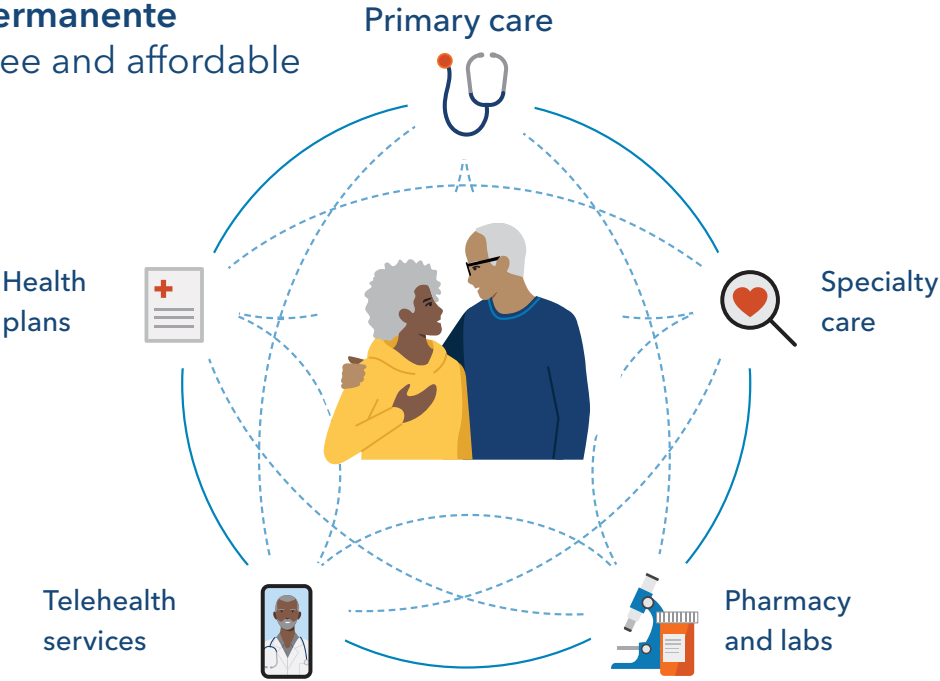 ermanente
ee and affordable
Primary care
Health
plans
Specialty
care
Telehealth
services
Pharmacy
and labs